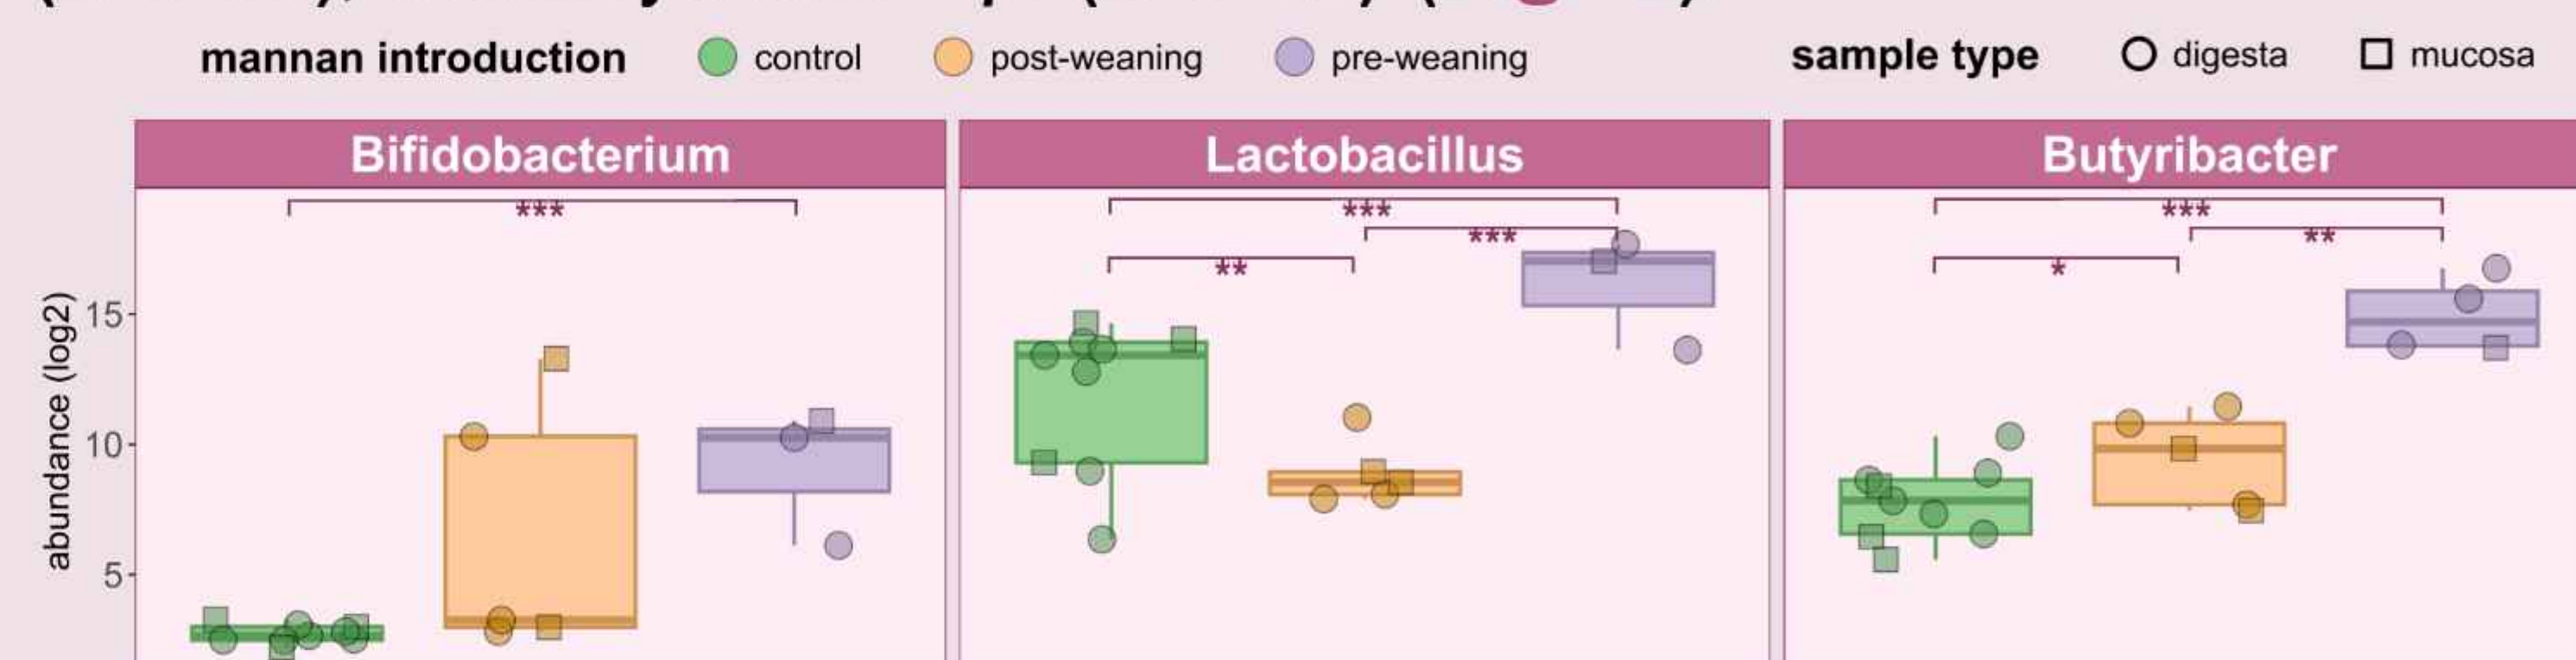 mannan introduction control post-weaning pre-weaning sample type digesta mucosa
Bifidobacterium Lactobacillus Butyribacter
*** *** ***
*** **
** *
abundance (log2)
15
10
5